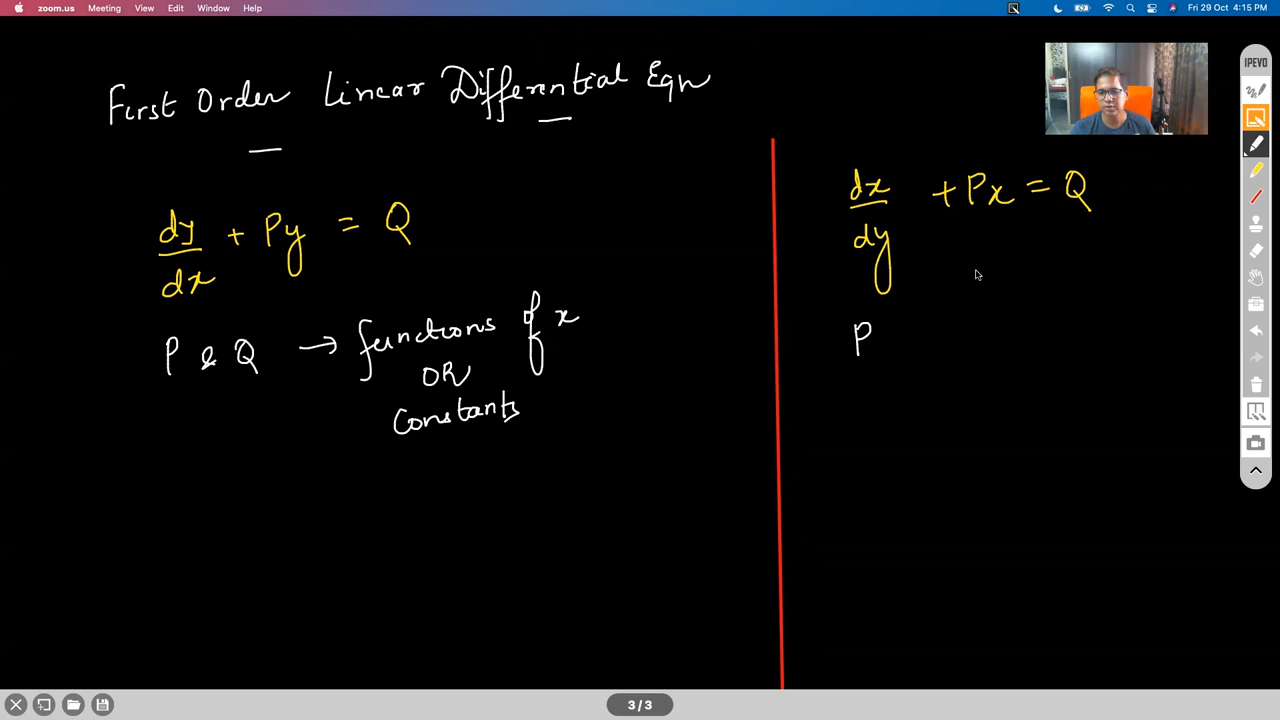 zoom.us Meeting View Edit Window Help Fri 29 Oct 4:15 PM
IPEVO
First Order Linear Differential Eqn
dy/dx + Py = Q
P & Q → functions of x
OR
Constants
dx/dy + Px = Q
P
3/3